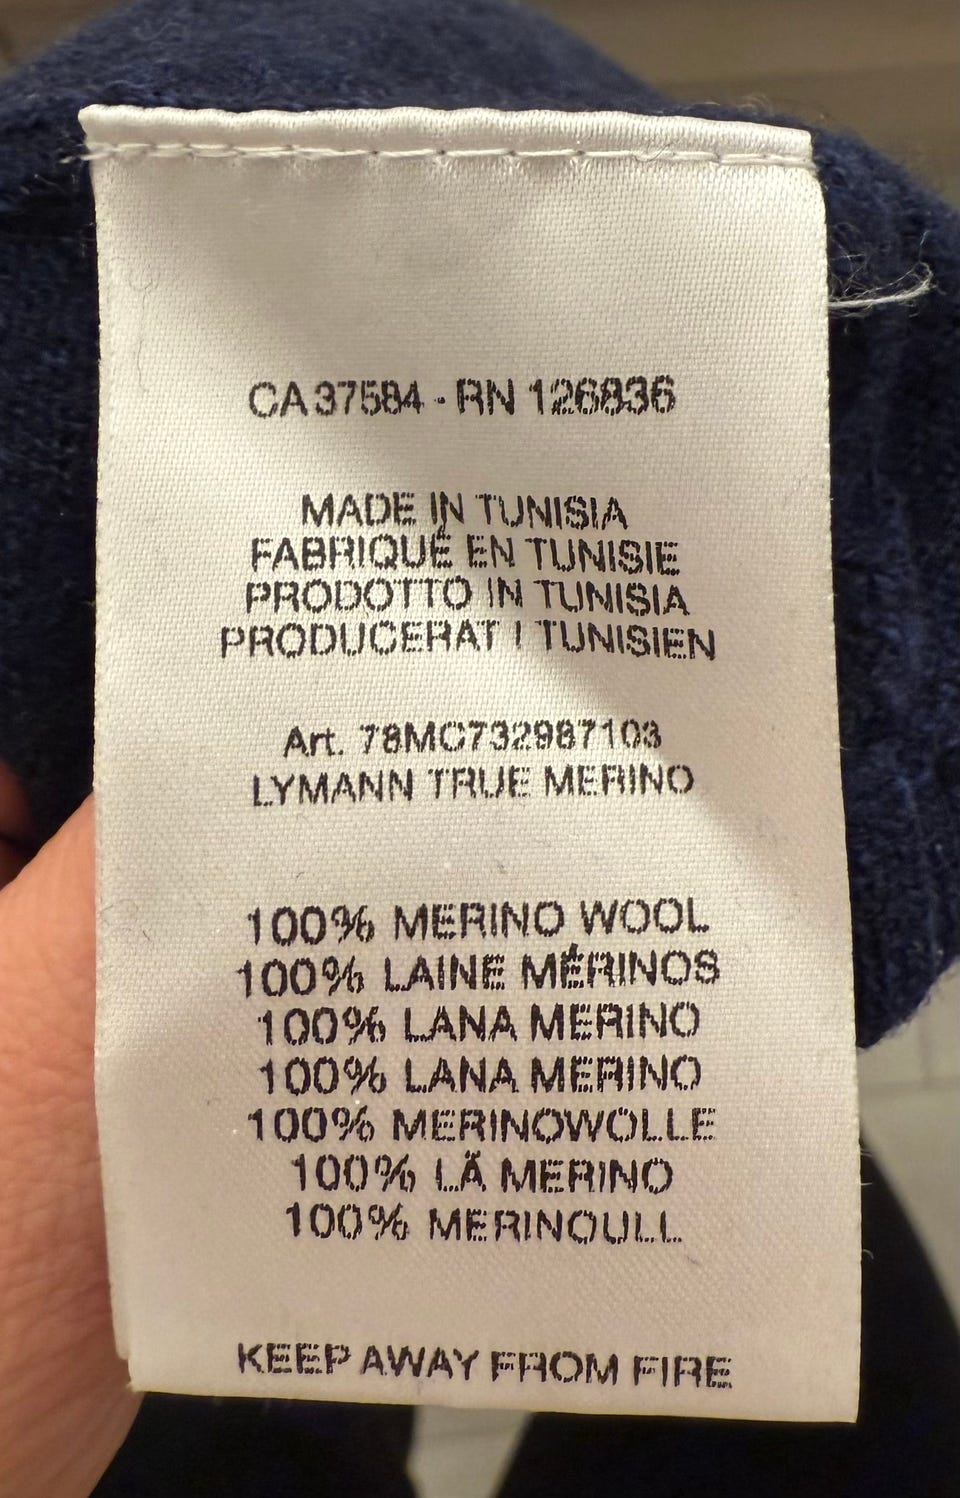 CA 37584 - RN 126836
MADE IN TUNISIA
FABRIQUÉ EN TUNISIE
PRODOTTO IN TUNISIA
PRODUCERAT I TUNISIEN
Art. 78MC732987103
LYMANN TRUE MERINO
100% MERINO WOOL
100% LAINE MÉRINOS
100% LANA MERINO
100% LANA MERINO
100% MERINOWOLLE
100% LÃ MERINO
100% MERINOULL
KEEP AWAY FROM FIRE